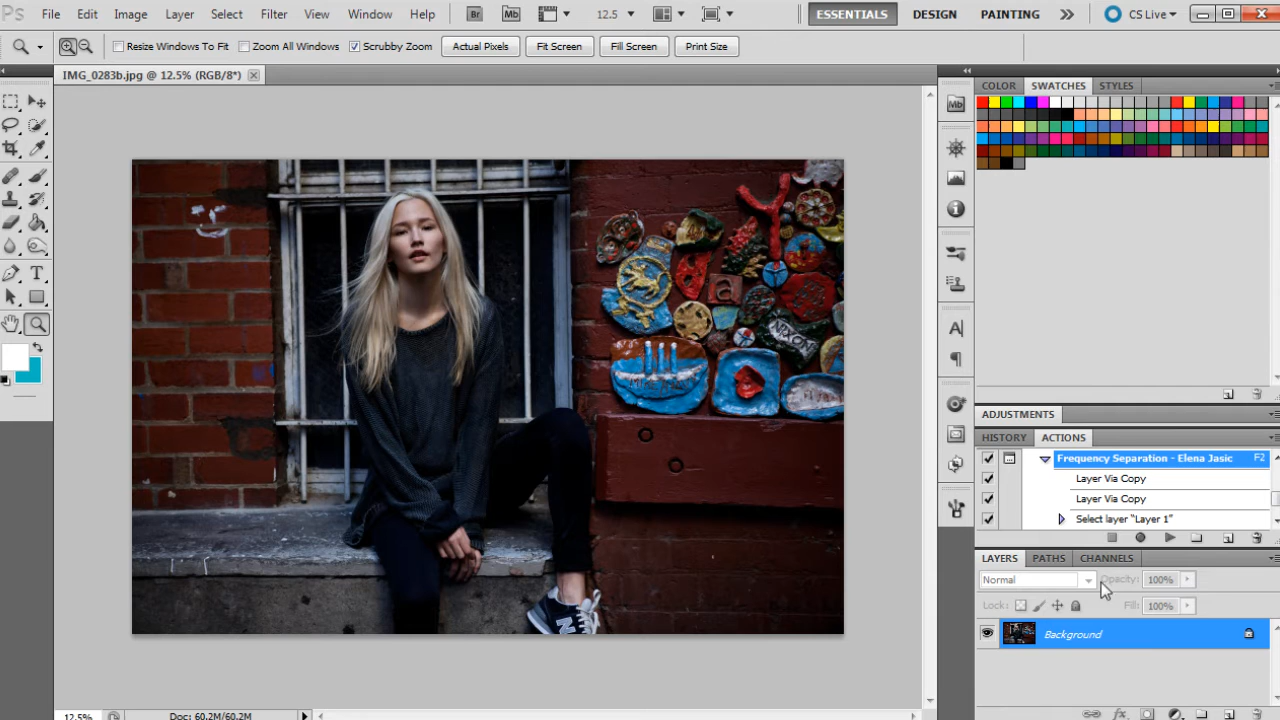 Ps File Edit Image Layer Select Filter View Window Help Br Mb 12.5 ESSENTIALS DESIGN PAINTING CS Live
Resize Windows To Fit Zoom All Windows Scrubby Zoom Actual Pixels Fit Screen Fill Screen Print Size
IMG_0283b.jpg @ 12.5% (RGB/8*)
COLOR SWATCHES STYLES
Mb
a
NIXON
N
ADJUSTMENTS
HISTORY ACTIONS
Frequency Separation - Elena Jasic F2
Layer Via Copy
Layer Via Copy
Select layer "Layer 1"
LAYERS PATHS CHANNELS
Normal Opacity: 100%
Lock: Fill: 100%
Background
12.5% Doc: 60.2M/60.2M